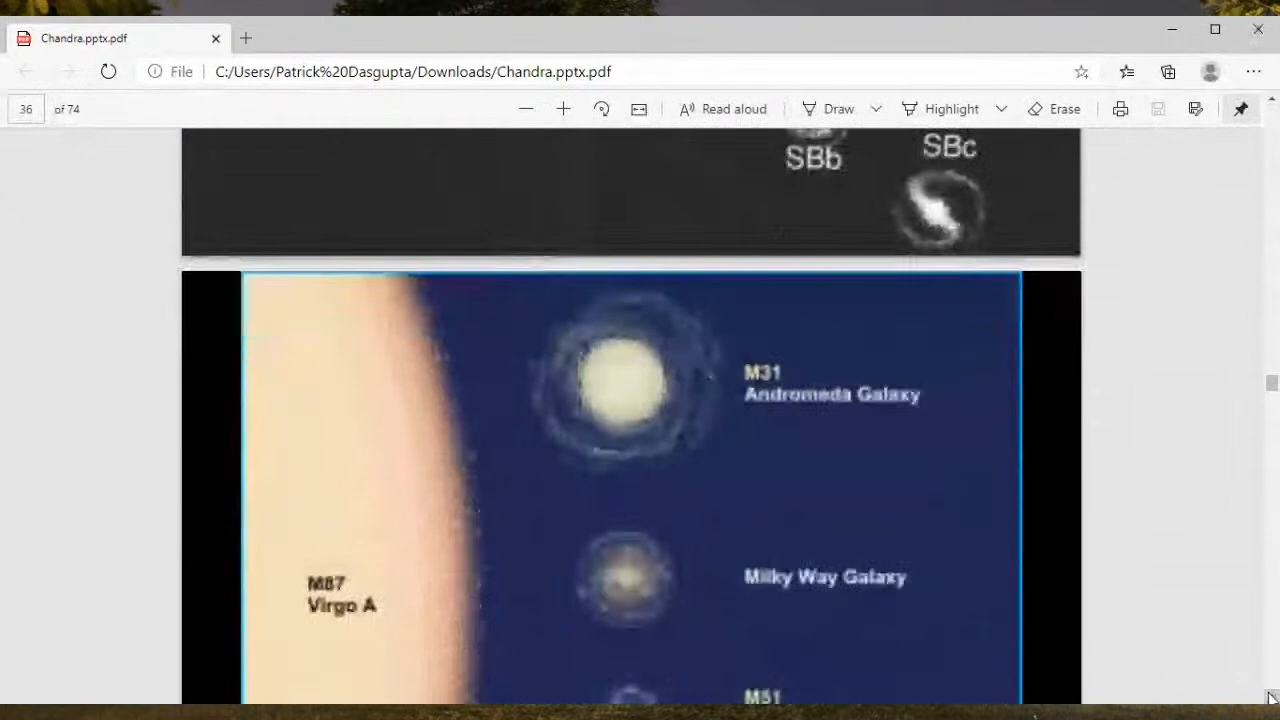 Chandra.pptx.pdf
File
C:/Users/Patrick%20Dasgupta/Downloads/Chandra.pptx.pdf
36 of 74
Read aloud
Draw
Highlight
Erase
SBb
SBc
M31
Andromeda Galaxy
Milky Way Galaxy
M87
Virgo A
M51